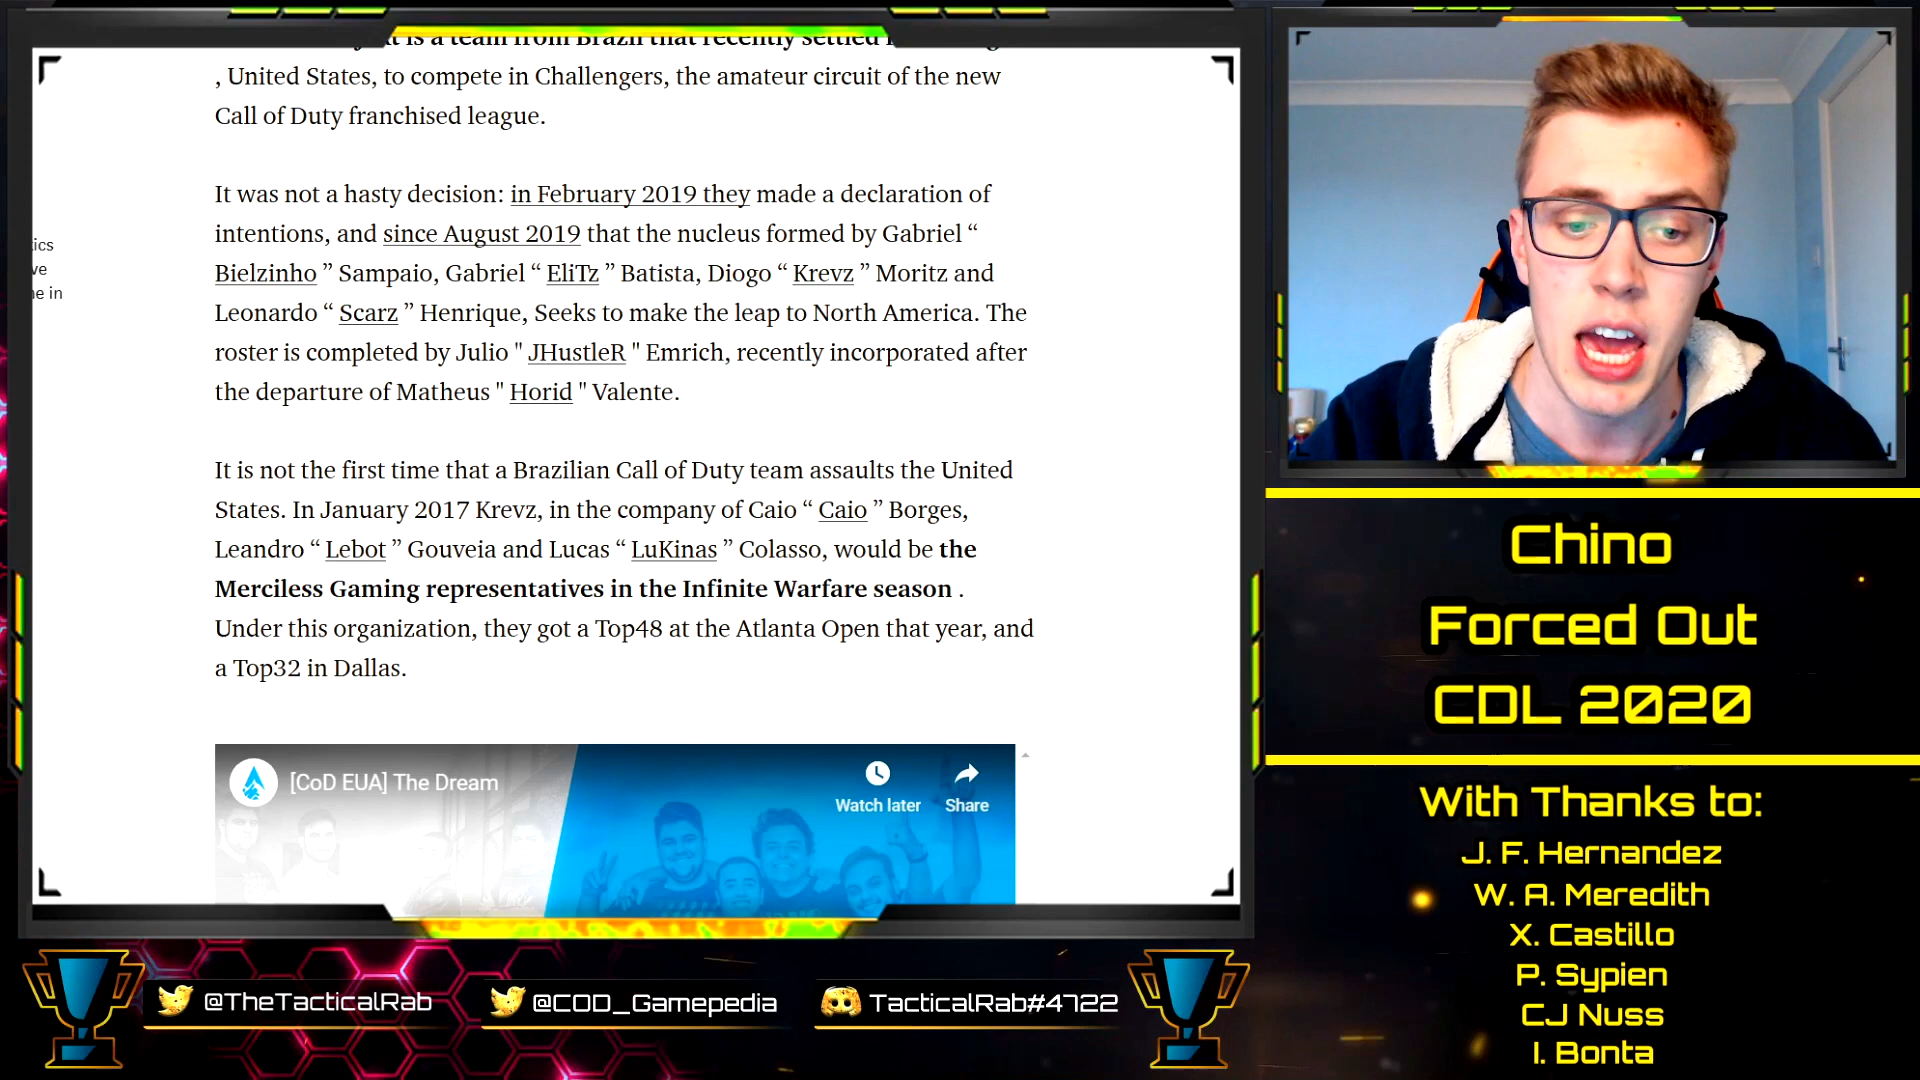 is a team from Brazil that recently settled
, United States, to compete in Challengers, the amateur circuit of the new
Call of Duty franchised league.
It was not a hasty decision: in February 2019 they made a declaration of
intentions, and since August 2019 that the nucleus formed by Gabriel “
Bielzinho ” Sampaio, Gabriel “ EliTz ” Batista, Diogo “ Krevz ” Moritz and
Leonardo “ Scarz ” Henrique, Seeks to make the leap to North America. The
roster is completed by Julio " JHustleR " Emrich, recently incorporated after
the departure of Matheus " Horid " Valente.
It is not the first time that a Brazilian Call of Duty team assaults the United
States. In January 2017 Krevz, in the company of Caio “ Caio ” Borges,
Leandro “ Lebot ” Gouveia and Lucas “ LuKinas ” Colasso, would be the
Merciless Gaming representatives in the Infinite Warfare season .
Under this organization, they got a Top48 at the Atlanta Open that year, and
a Top32 in Dallas.
[CoD EUA] The Dream
Watch later
Share
Chino
Forced Out
CDL 2020
With Thanks to:
J. F. Hernandez
W. A. Meredith
X. Castillo
P. Sypien
CJ Nuss
I. Bonta
@TheTacticalRab
@COD_Gamepedia
TacticalRab#4722